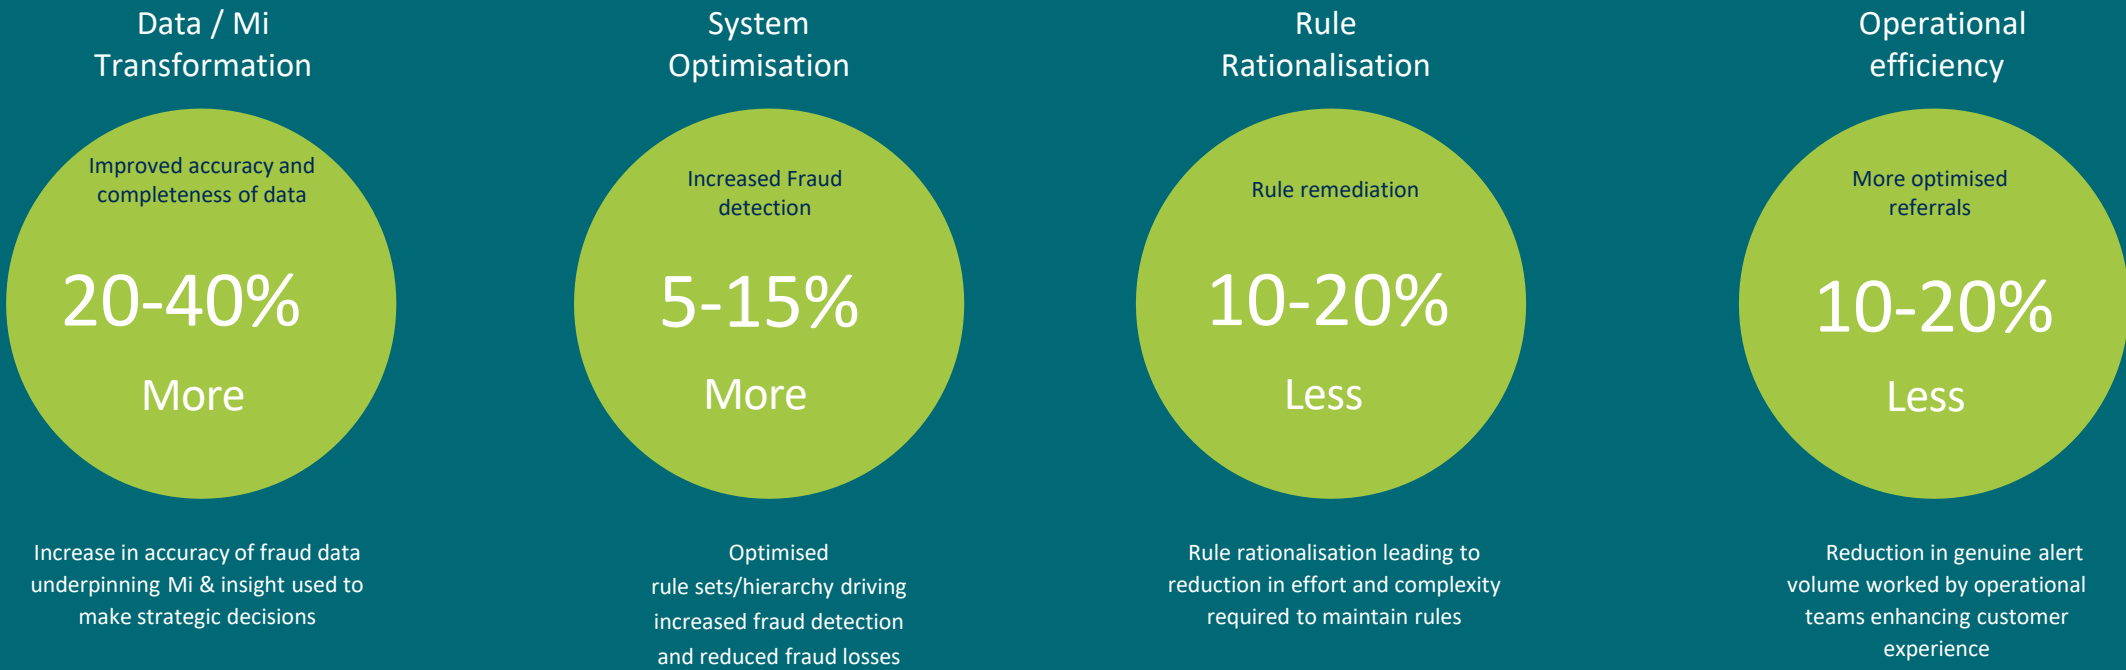 Data / Mi
Transformation
Improved accuracy and
completeness of data
20-40%
More
Increase in accuracy of fraud data
underpinning Mi & insight used to
make strategic decisions
System
Optimisation
Increased Fraud
detection
5-15%
More
Optimised
rule sets/hierarchy driving
increased fraud detection
and reduced fraud losses
Rule
Rationalisation
Rule remediation
10-20%
Less
Rule rationalisation leading to
reduction in effort and complexity
required to maintain rules
Operational
efficiency
More optimised
referrals
10-20%
Less
Reduction in genuine alert
volume worked by operational
teams enhancing customer
experience